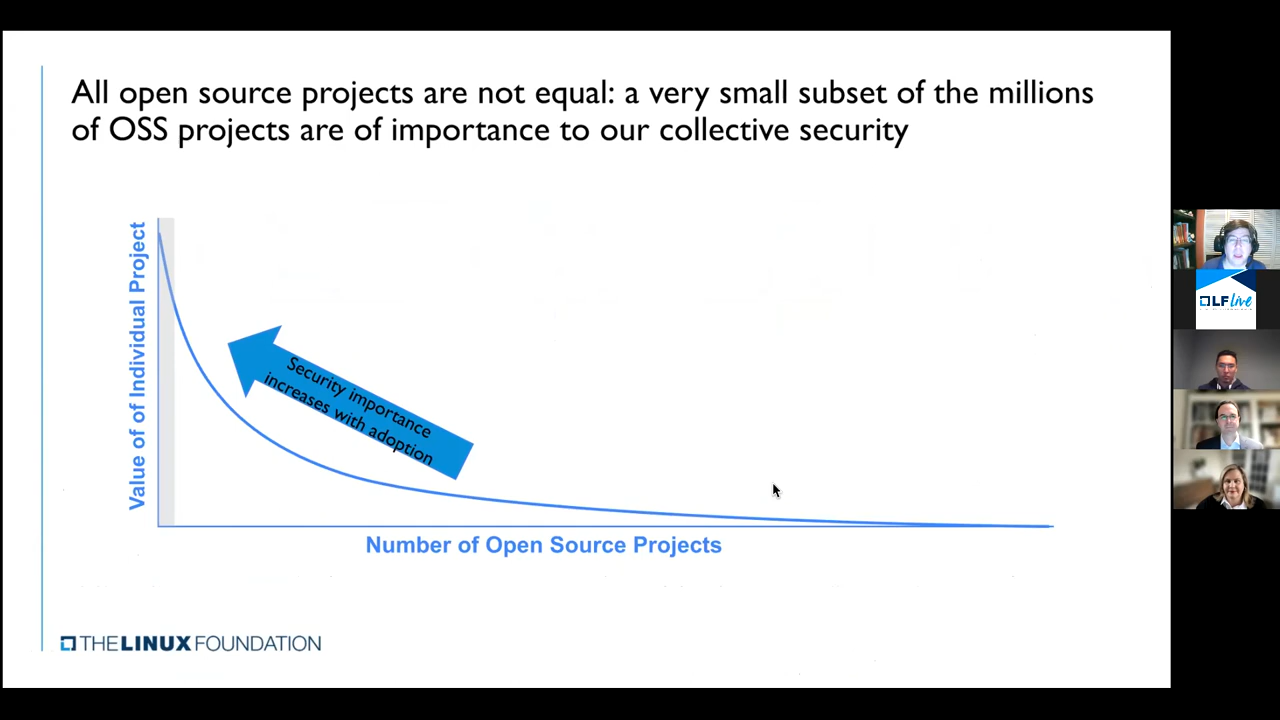 All open source projects are not equal: a very small subset of the millions
of OSS projects are of importance to our collective security
Value of of Individual Project
Security importance
increases with adoption
Number of Open Source Projects
THE LINUX FOUNDATION
LF Live